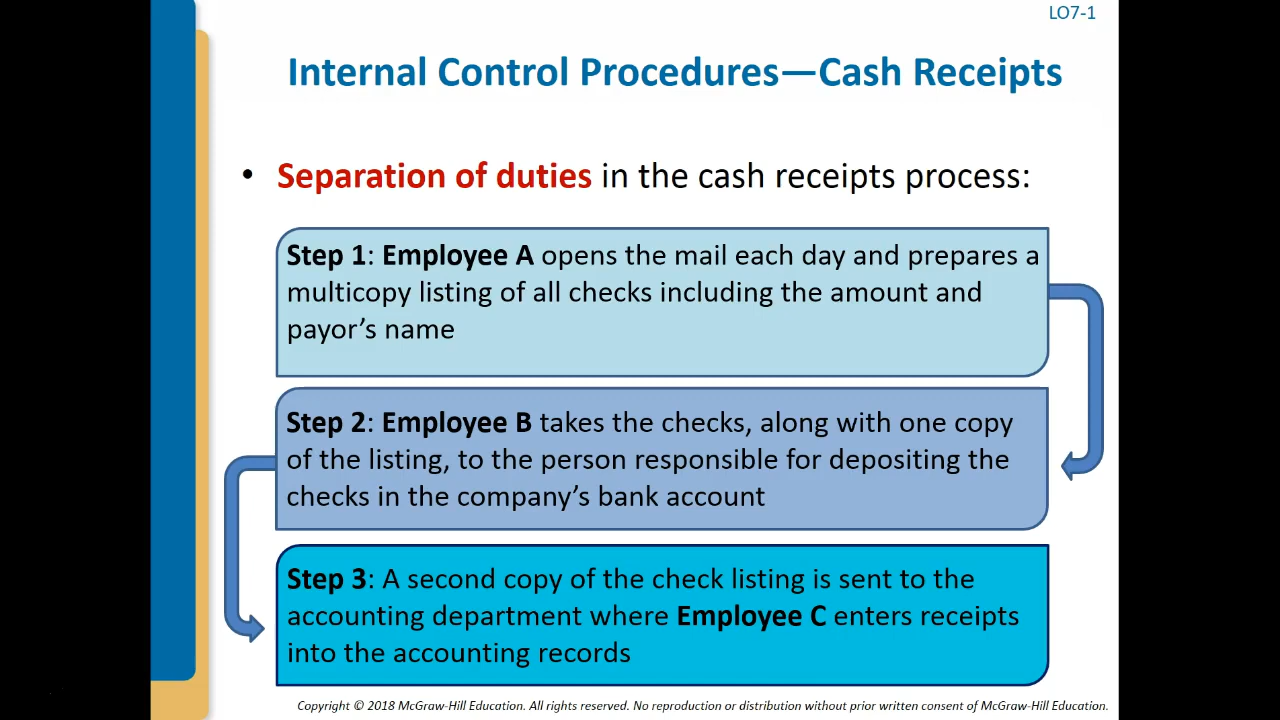 LO7-1
Internal Control Procedures—Cash Receipts
• Separation of duties in the cash receipts process:
Step 1: Employee A opens the mail each day and prepares a
multicopy listing of all checks including the amount and
payor’s name
Step 2: Employee B takes the checks, along with one copy
of the listing, to the person responsible for depositing the
checks in the company’s bank account
Step 3: A second copy of the check listing is sent to the
accounting department where Employee C enters receipts
into the accounting records
Copyright © 2018 McGraw-Hill Education. All rights reserved. No reproduction or distribution without prior written consent of McGraw-Hill Education.